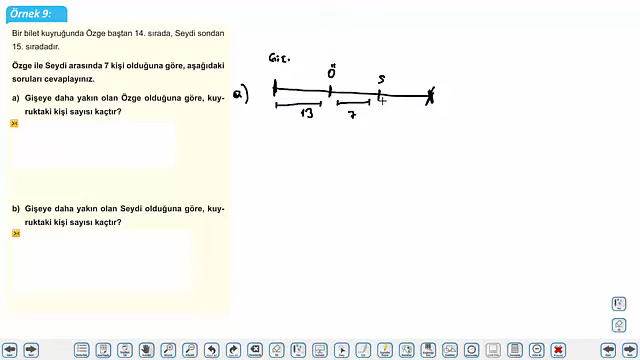 Örnek 9:
Bir bilet kuyruğunda Özge baştan 14. sırada, Seydi sondan
15. sıradadır.
Özge ile Seydi arasında 7 kişi olduğuna göre, aşağıdaki
soruları cevaplayınız.
a) Gişeye daha yakın olan Özge olduğuna göre, kuy-
ruktaki kişi sayısı kaçtır?
b) Gişeye daha yakın olan Seydi olduğuna göre, kuy-
ruktaki kişi sayısı kaçtır?
Giş.
a)
Ö
S
13
7